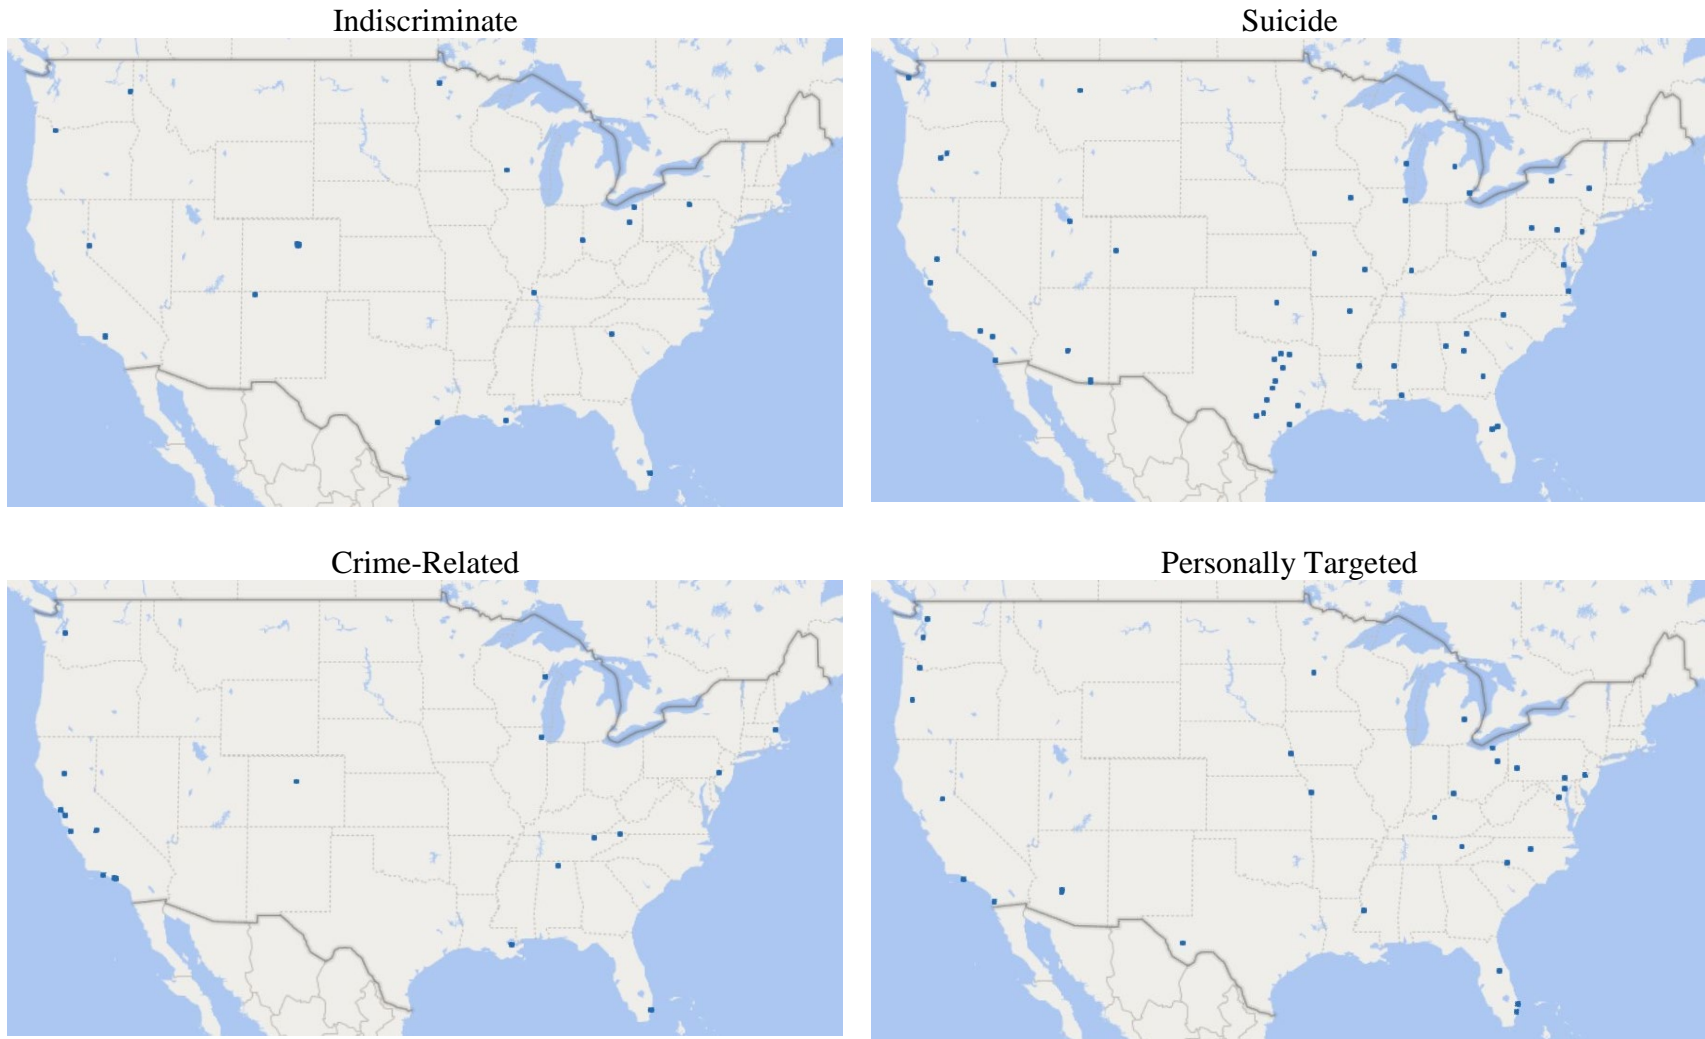 Indiscriminate
Suicide
Crime-Related
Personally Targeted